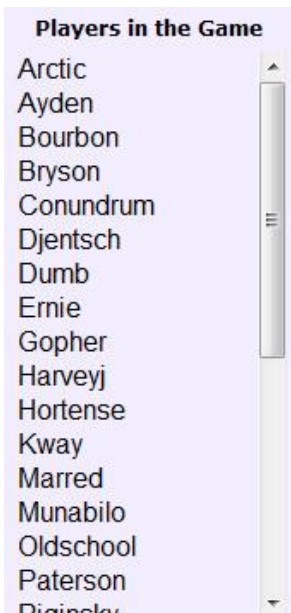 Players in the Game
Arctic
Ayden
Bourbon
Bryson
Conundrum
Djentsch
Dumb
Ernie
Gopher
Harveyj
Hortense
Kway
Marred
Munabilo
Oldschool
Paterson